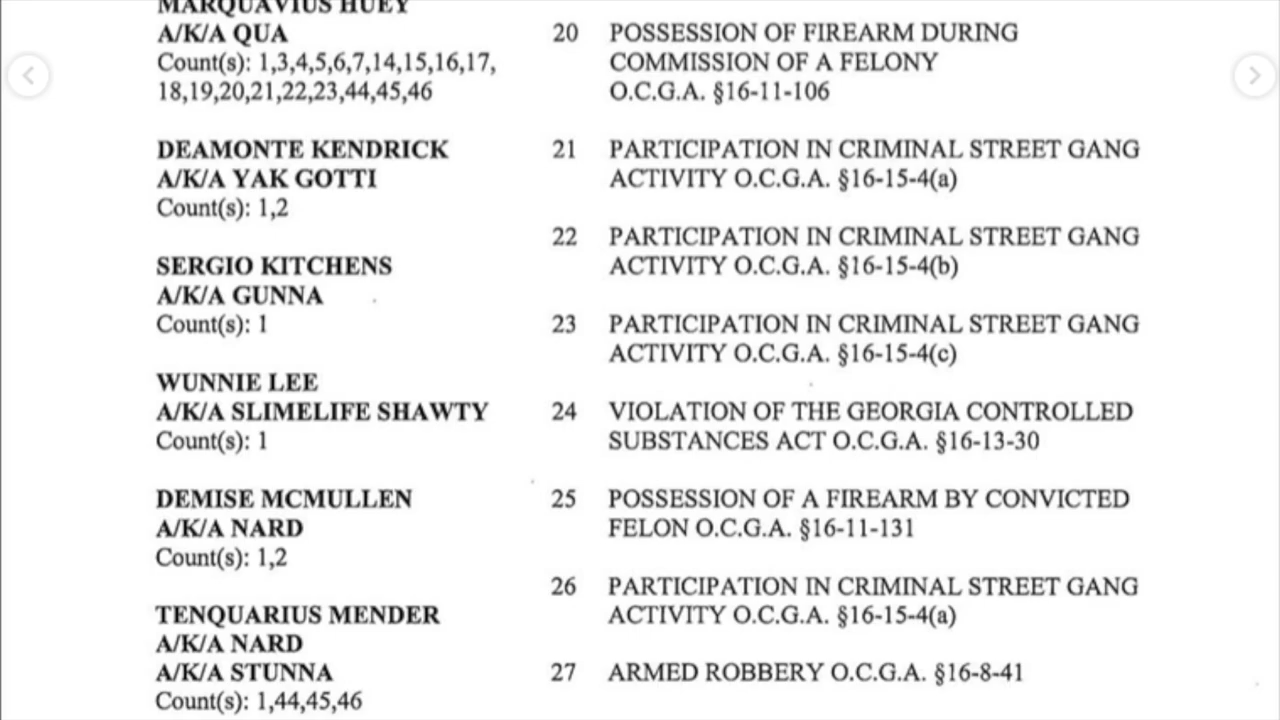 MARQUAVIUS HUEY
A/K/A QUA
Count(s): 1,3,4,5,6,7,14,15,16,17,
18,19,20,21,22,23,44,45,46
DEAMONTE KENDRICK
A/K/A YAK GOTTI
Count(s): 1,2
SERGIO KITCHENS
A/K/A GUNNA
Count(s): 1
WUNNIE LEE
A/K/A SLIMELIFE SHAWTY
Count(s): 1
DEMISE MCMULLEN
A/K/A NARD
Count(s): 1,2
TENQUARIUS MENDER
A/K/A NARD
A/K/A STUNNA
Count(s): 1,44,45,46
20 POSSESSION OF FIREARM DURING
COMMISSION OF A FELONY
O.C.G.A. §16-11-106
21 PARTICIPATION IN CRIMINAL STREET GANG
ACTIVITY O.C.G.A. §16-15-4(a)
22 PARTICIPATION IN CRIMINAL STREET GANG
ACTIVITY O.C.G.A. §16-15-4(b)
23 PARTICIPATION IN CRIMINAL STREET GANG
ACTIVITY O.C.G.A. §16-15-4(c)
24 VIOLATION OF THE GEORGIA CONTROLLED
SUBSTANCES ACT O.C.G.A. §16-13-30
25 POSSESSION OF A FIREARM BY CONVICTED
FELON O.C.G.A. §16-11-131
26 PARTICIPATION IN CRIMINAL STREET GANG
ACTIVITY O.C.G.A. §16-15-4(a)
27 ARMED ROBBERY O.C.G.A. §16-8-41